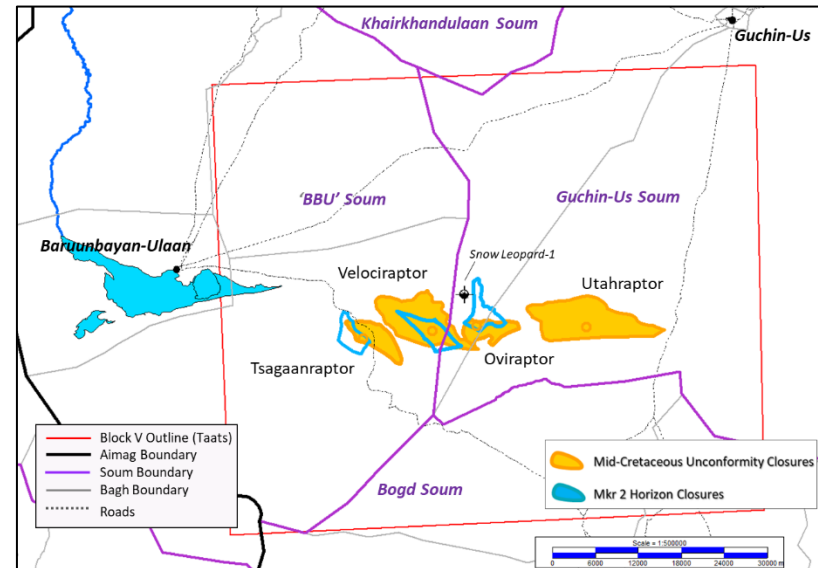 Khairkhandulaan Soum
Guchin-Us
'BBU' Soum
Guchin-Us Soum
Baruunbayan-Ulaan
Snow Leopard-1
Velociraptor
Utahraptor
Tsagaanraptor
Oviraptor
Block V Outline (Taats)
Aimag Boundary
Soum Boundary
Bagh Boundary
Roads
Bogd Soum
Mid-Cretaceous Unconformity Closures
Mkr 2 Horizon Closures
Scale = 1:500000
0 6000 12000 18000 24000 30000 m